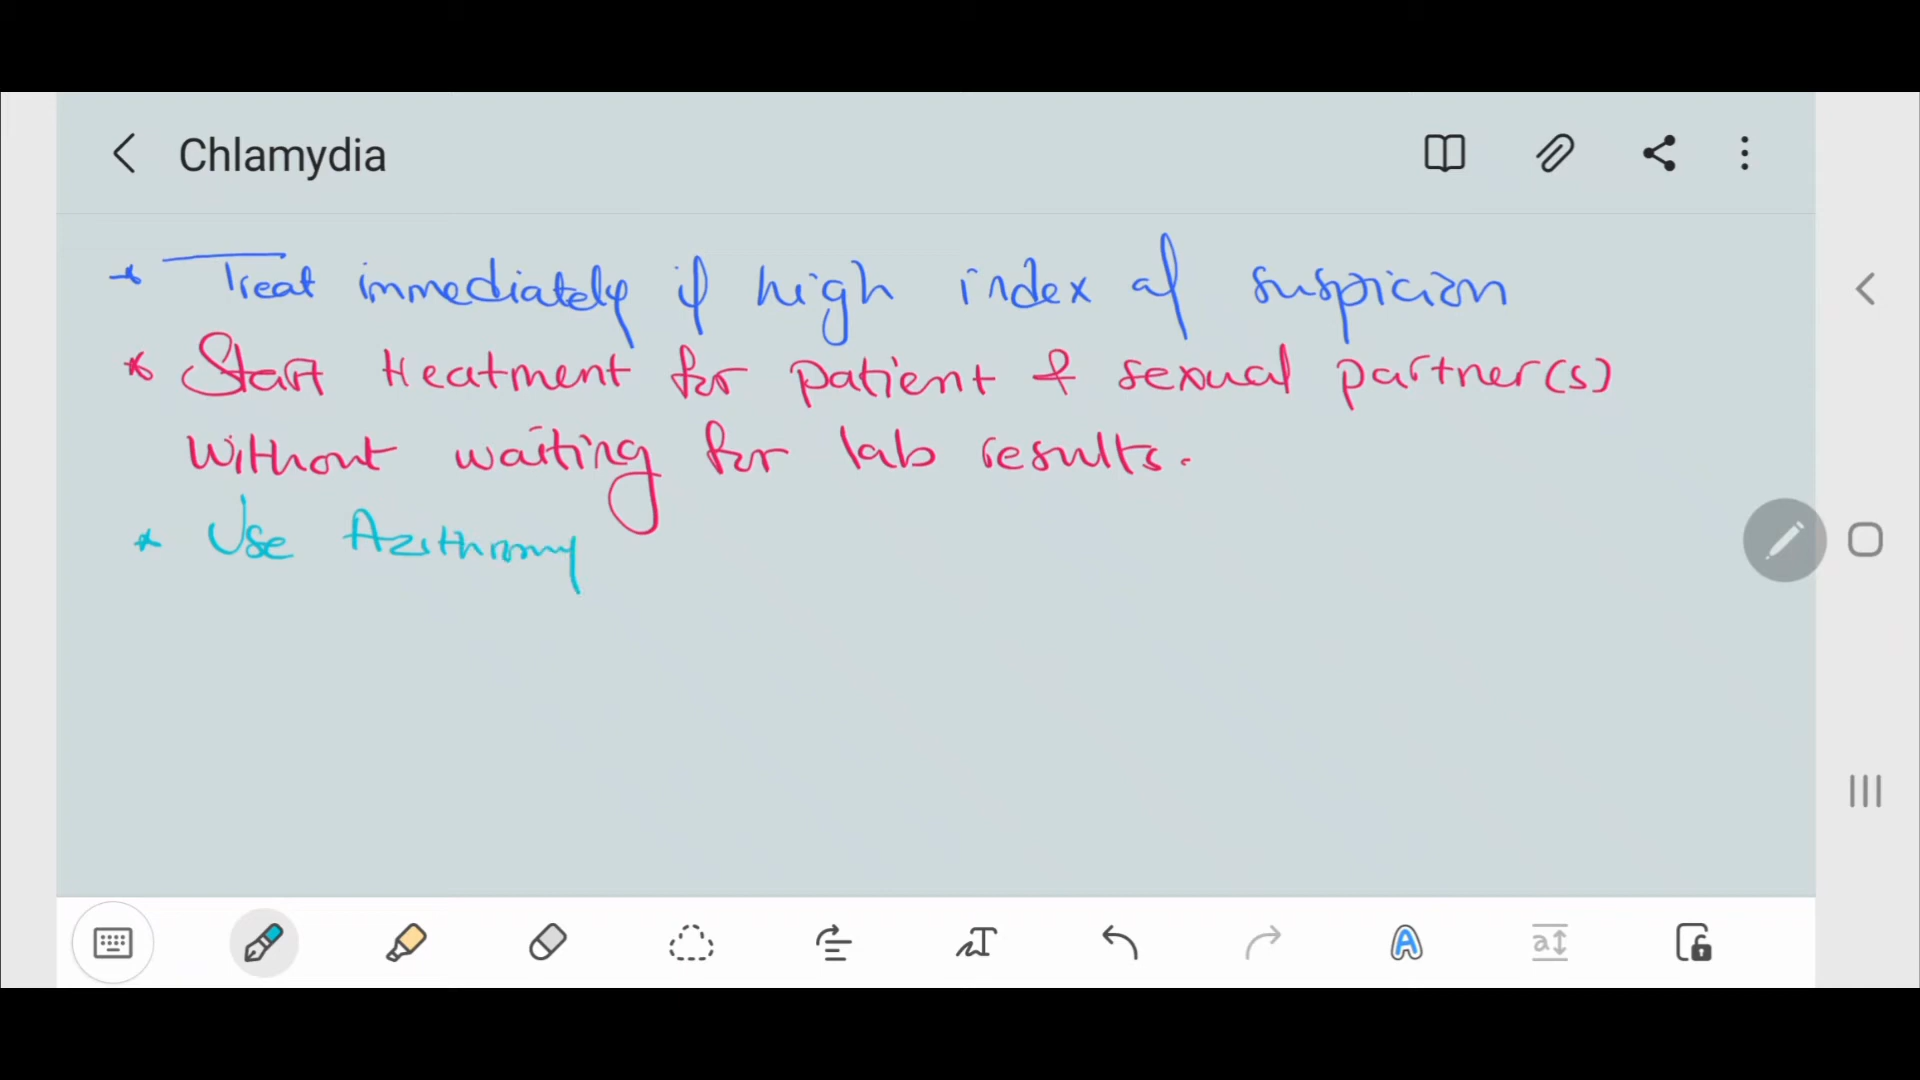 Chlamydia
* Treat immediately if high index of suspicion
* Start treatment for patient & sexual partner(s)
without waiting for lab results.
* Use Azithromy